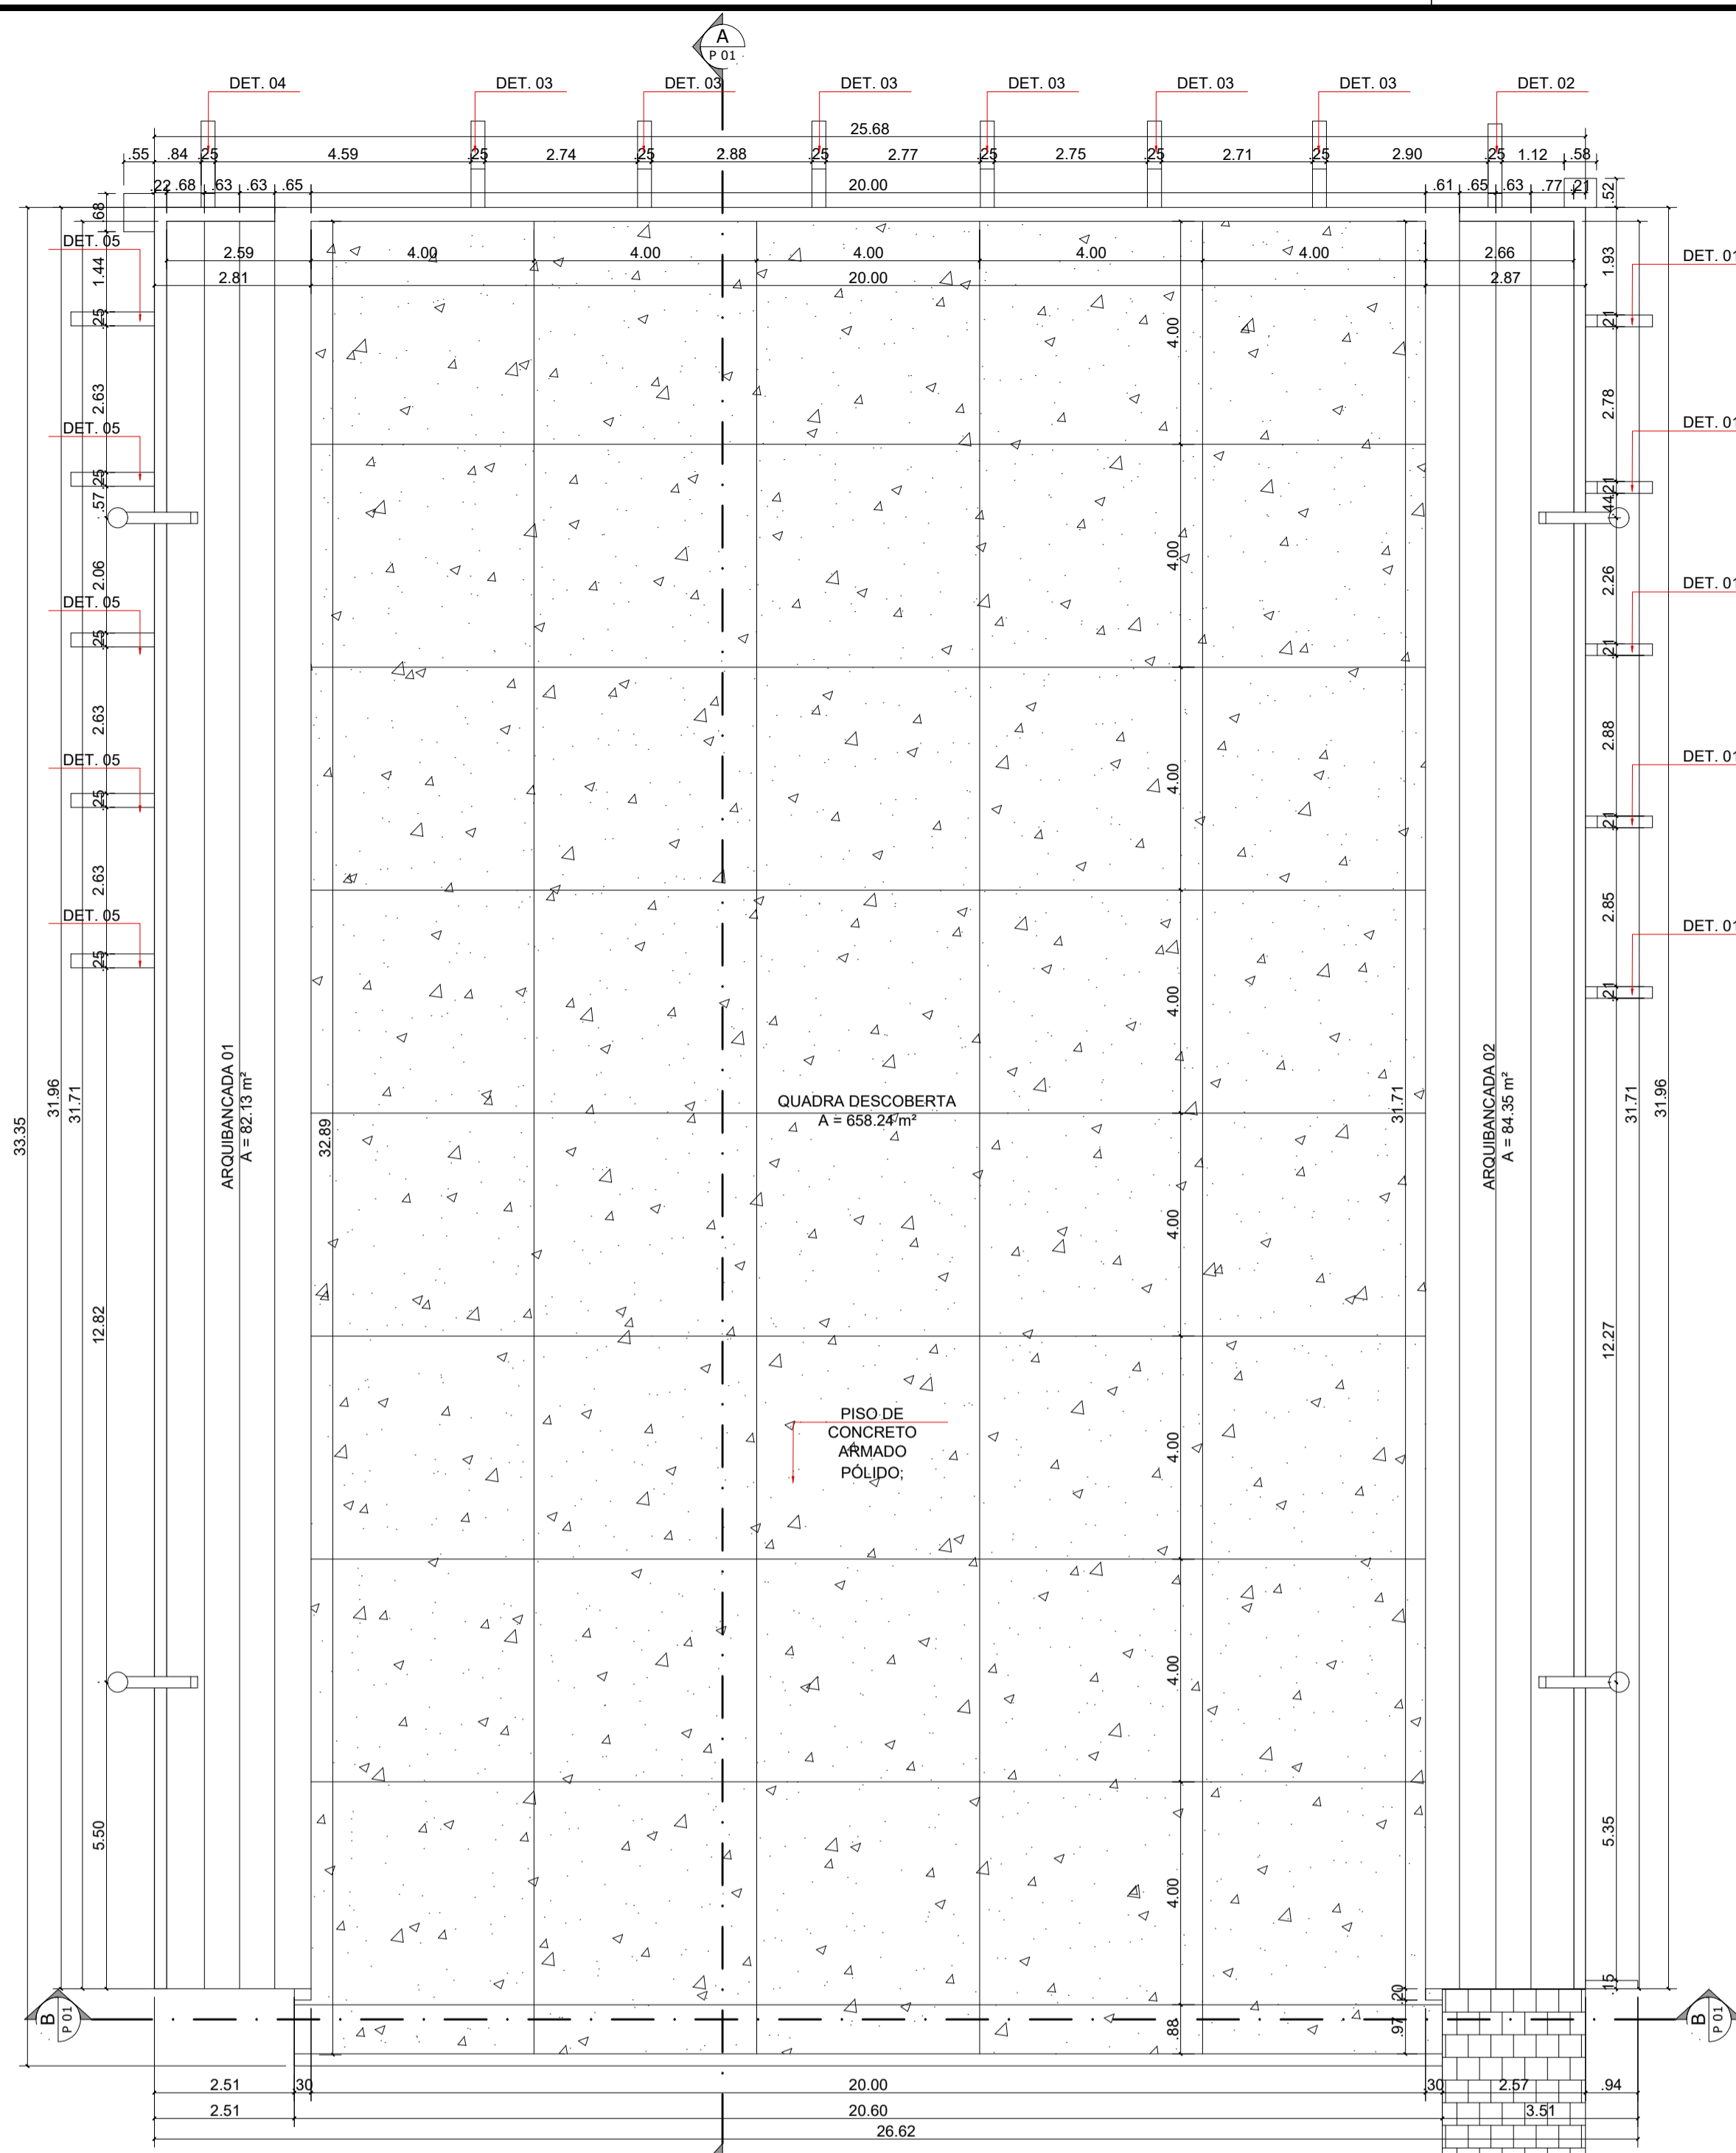 A
P 01
DET. 04
DET. 03
DET. 03
DET. 03
DET. 03
DET. 03
DET. 03
DET. 02
25.68
.55 .84 .25 4.59 .25 2.74 .25 2.88 .25 2.77 .25 2.75 .25 2.71 .25 2.90 .25 1.12 .58
.22 .68 .63 .63 .65 20.00 .61 .65 .63 .77 .21
.68
.52
DET. 05
DET. 01
1.44
1.93
2.59 4.00 4.00 4.00 4.00 4.00 2.66
2.81 20.00 2.87
.25
.21
4.00
2.63
2.78
DET. 05
DET. 01
.25
.21
.57
.44
4.00
2.06
2.26
DET. 05
DET. 01
.25
.21
2.63
2.88
4.00
DET. 05
DET. 01
.25
.21
2.63
2.85
DET. 05
DET. 01
.25
.21
4.00
33.35
31.96
31.71
ARQUIBANCADA 01
A = 82.13 m²
32.89
QUADRA DESCOBERTA
A = 658.24 m²
31.71
ARQUIBANCADA 02
A = 84.35 m²
31.71
31.96
4.00
12.82
12.27
PISO DE
CONCRETO
ARMADO
PÓLIDO;
4.00
4.00
5.50
5.35
4.00
.15
.20
B
P 01
.88
.97
B
P 01
2.51 .30 20.00 .30 2.57 .94
2.51 20.60 3.51
26.62